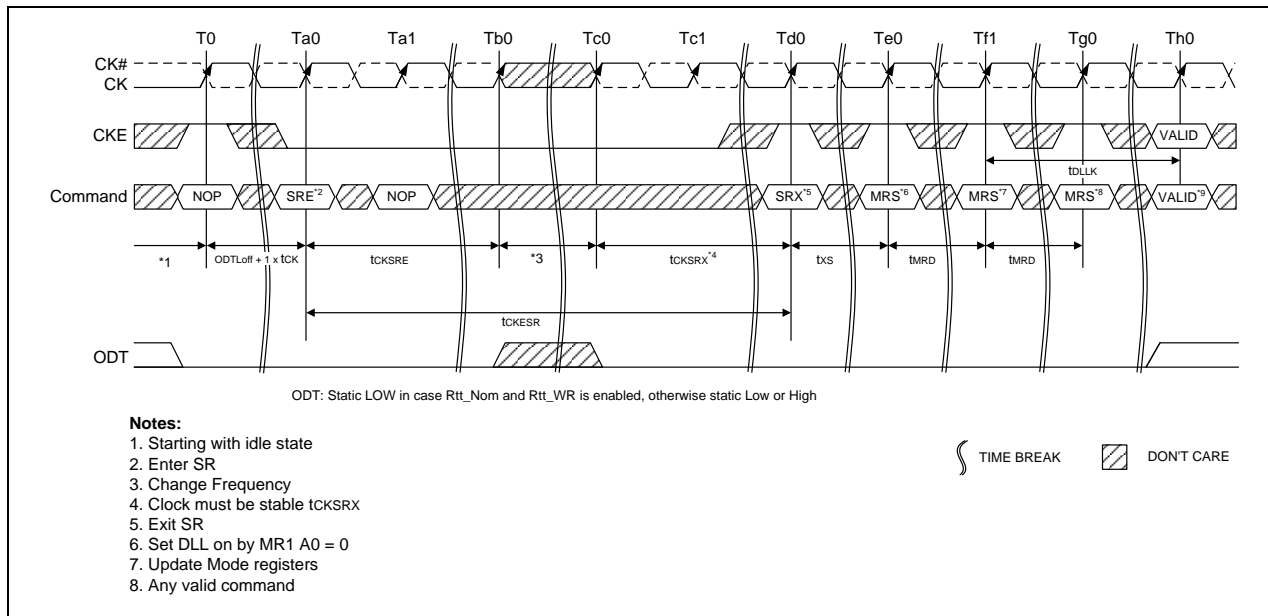 T0 Ta0 Ta1 Tb0 Tc0 Tc1 Td0 Te0 Tf1 Tg0 Th0
CK#
CK
CKE
VALID
tDLLK
Command
NOP SRE*2 NOP SRX*5 MRS*6 MRS*7 MRS*8 VALID*9
*1 ODTLoff + 1 x tCK tCKSRE *3 tCKSRX*4 tXS tMRD tMRD
tCKESR
ODT
ODT: Static LOW in case Rtt_Nom and Rtt_WR is enabled, otherwise static Low or High
Notes:
1. Starting with idle state
2. Enter SR
3. Change Frequency
4. Clock must be stable tCKSRX
5. Exit SR
6. Set DLL on by MR1 A0 = 0
7. Update Mode registers
8. Any valid command
TIME BREAK
DON'T CARE